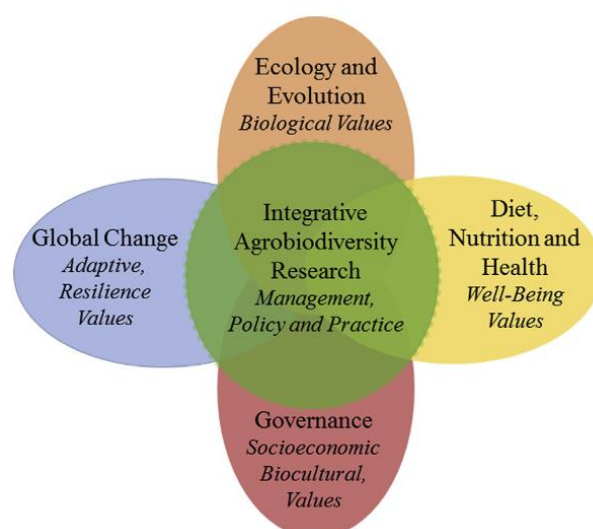 Ecology and
Evolution
Biological Values
Global Change
Adaptive,
Resilience
Values
Integrative
Agrobiodiversity
Research
Management,
Policy and Practice
Diet,
Nutrition and
Health
Well-Being
Values
Governance
Socioeconomic
Biocultural,
Values